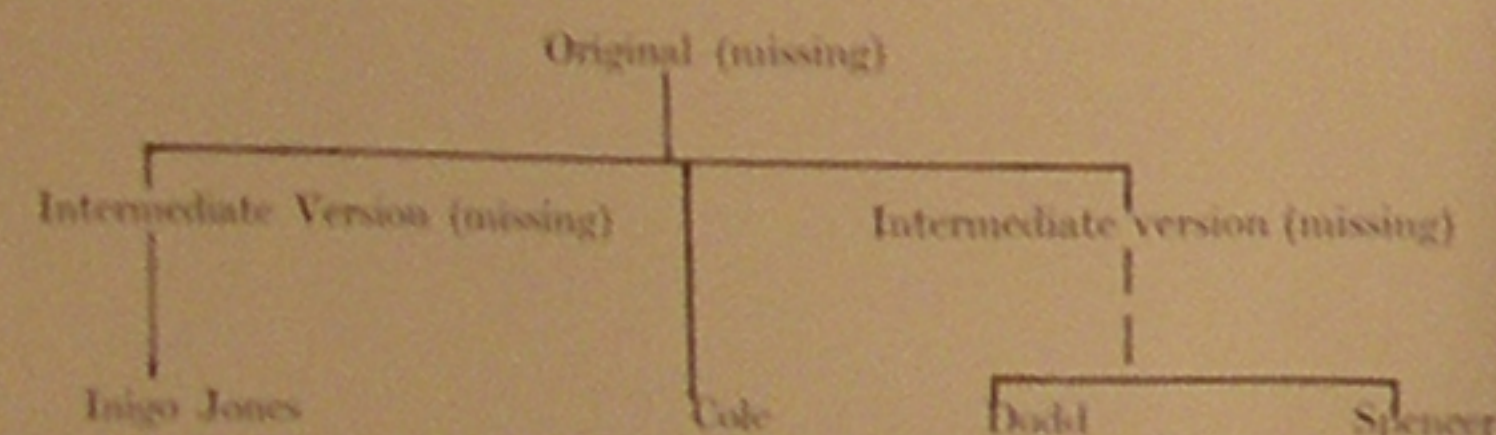 Original (missing)
Intermediate Version (missing) Intermediate version (missing)
Inigo Jones Cole Dodd Spencer